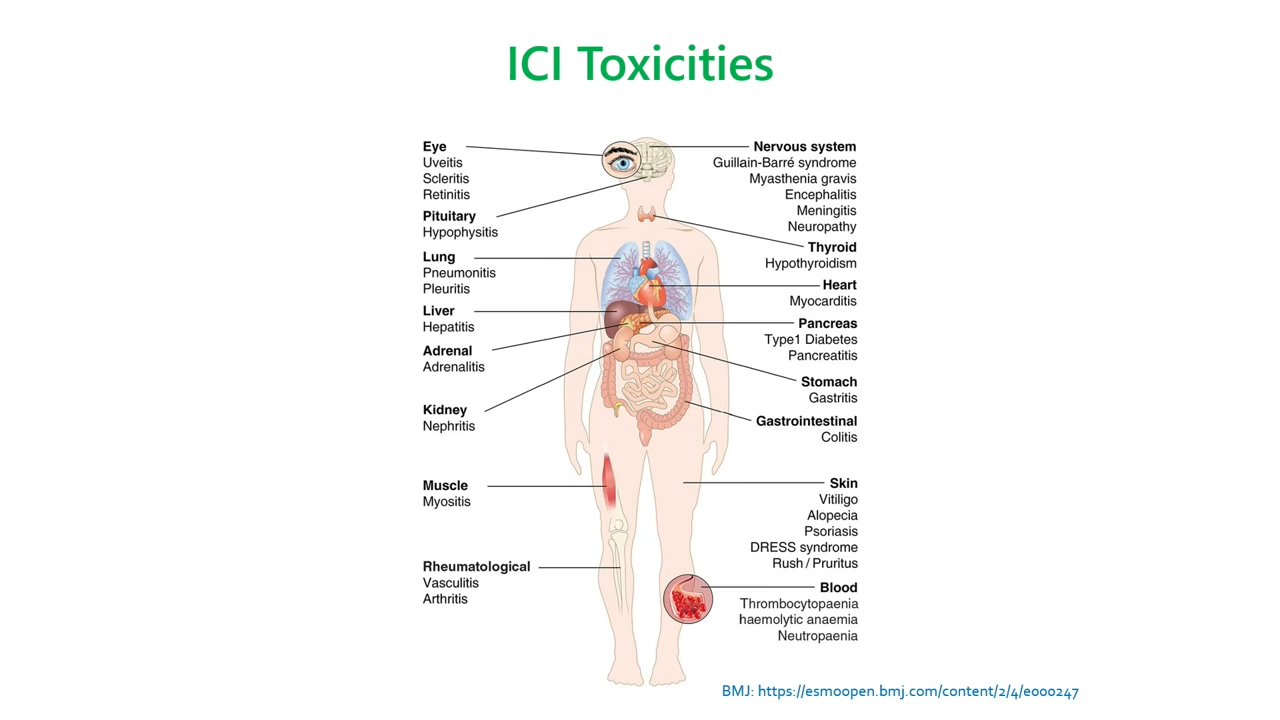 ICI Toxicities
Eye
Uveitis
Scleritis
Retinitis
Pituitary
Hypophysitis
Lung
Pneumonitis
Pleuritis
Liver
Hepatitis
Adrenal
Adrenalitis
Kidney
Nephritis
Muscle
Myositis
Rheumatological
Vasculitis
Arthritis
Nervous system
Guillain-Barré syndrome
Myasthenia gravis
Encephalitis
Meningitis
Neuropathy
Thyroid
Hypothyroidism
Heart
Myocarditis
Pancreas
Type1 Diabetes
Pancreatitis
Stomach
Gastritis
Gastrointestinal
Colitis
Skin
Vitiligo
Alopecia
Psoriasis
DRESS syndrome
Rush / Pruritus
Blood
Thrombocytopaenia
haemolytic anaemia
Neutropaenia
BMJ: https://esmoopen.bmj.com/content/2/4/e000247